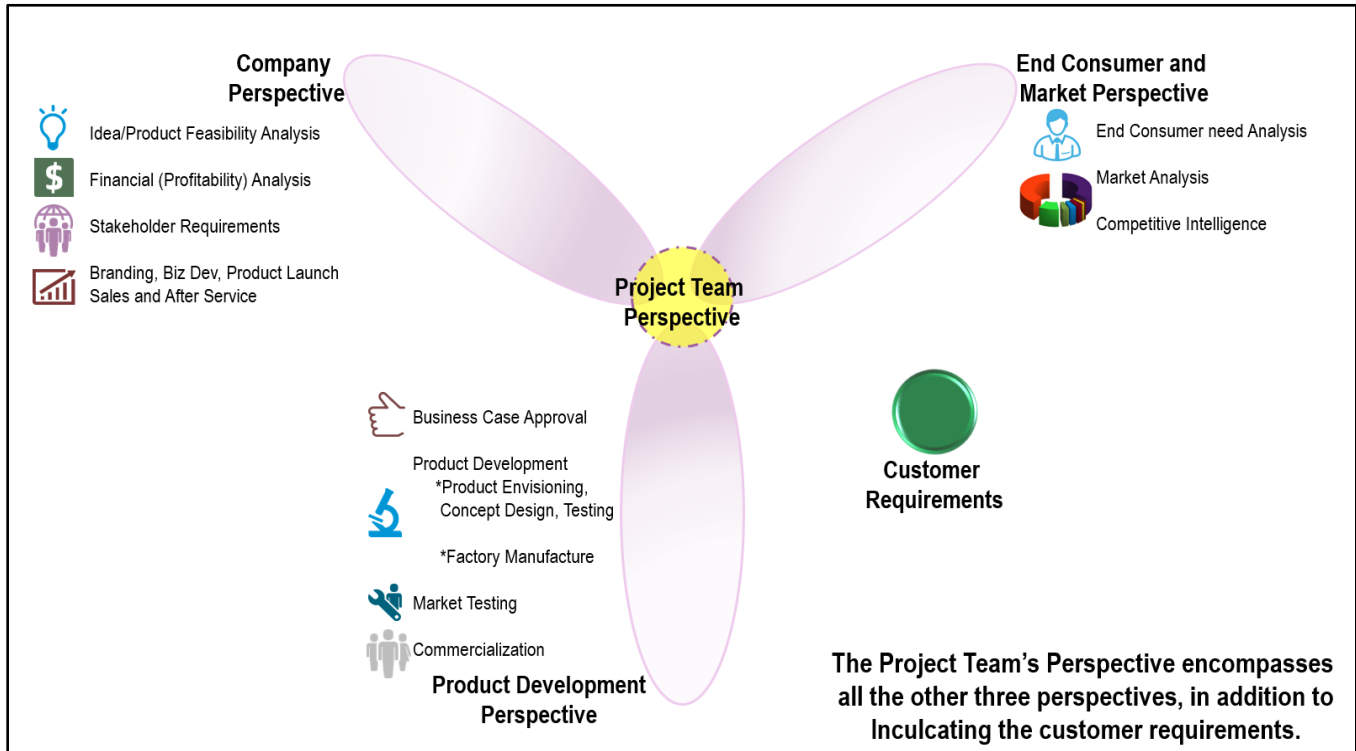 Company
Perspective
Idea/Product Feasibility Analysis
$
Financial (Profitability) Analysis
Stakeholder Requirements
Branding, Biz Dev, Product Launch
Sales and After Service
End Consumer and
Market Perspective
End Consumer need Analysis
Market Analysis
Competitive Intelligence
Project Team
Perspective
Business Case Approval
Product Development
*Product Envisioning,
Concept Design, Testing
*Factory Manufacture
Market Testing
Commercialization
Product Development
Perspective
Customer
Requirements
The Project Team’s Perspective encompasses
all the other three perspectives, in addition to
Inculcating the customer requirements.